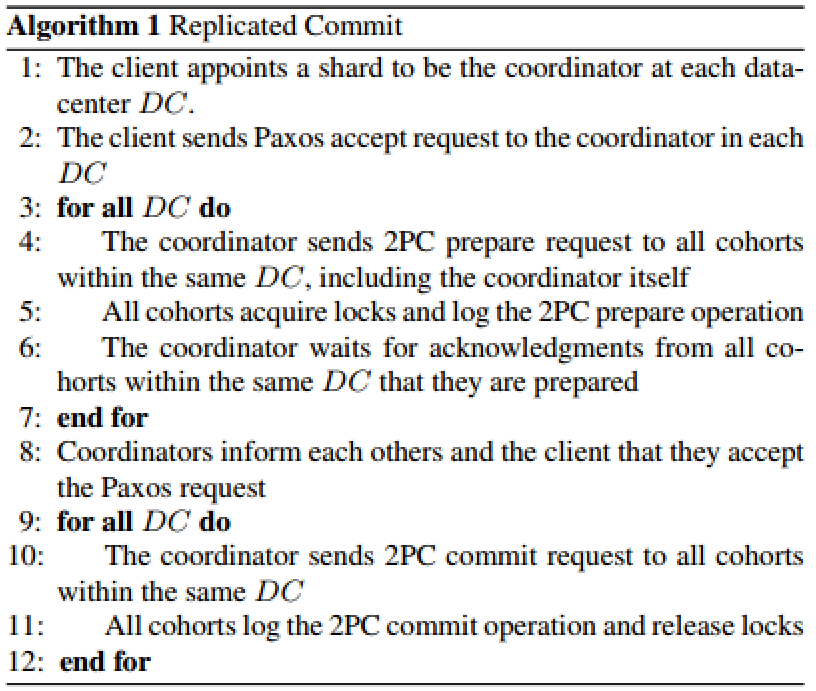 Algorithm 1 Replicated Commit
1: The client appoints a shard to be the coordinator at each data-
center DC.
2: The client sends Paxos accept request to the coordinator in each
DC
3: for all DC do
4: The coordinator sends 2PC prepare request to all cohorts
within the same DC, including the coordinator itself
5: All cohorts acquire locks and log the 2PC prepare operation
6: The coordinator waits for acknowledgments from all co-
horts within the same DC that they are prepared
7: end for
8: Coordinators inform each others and the client that they accept
the Paxos request
9: for all DC do
10: The coordinator sends 2PC commit request to all cohorts
within the same DC
11: All cohorts log the 2PC commit operation and release locks
12: end for